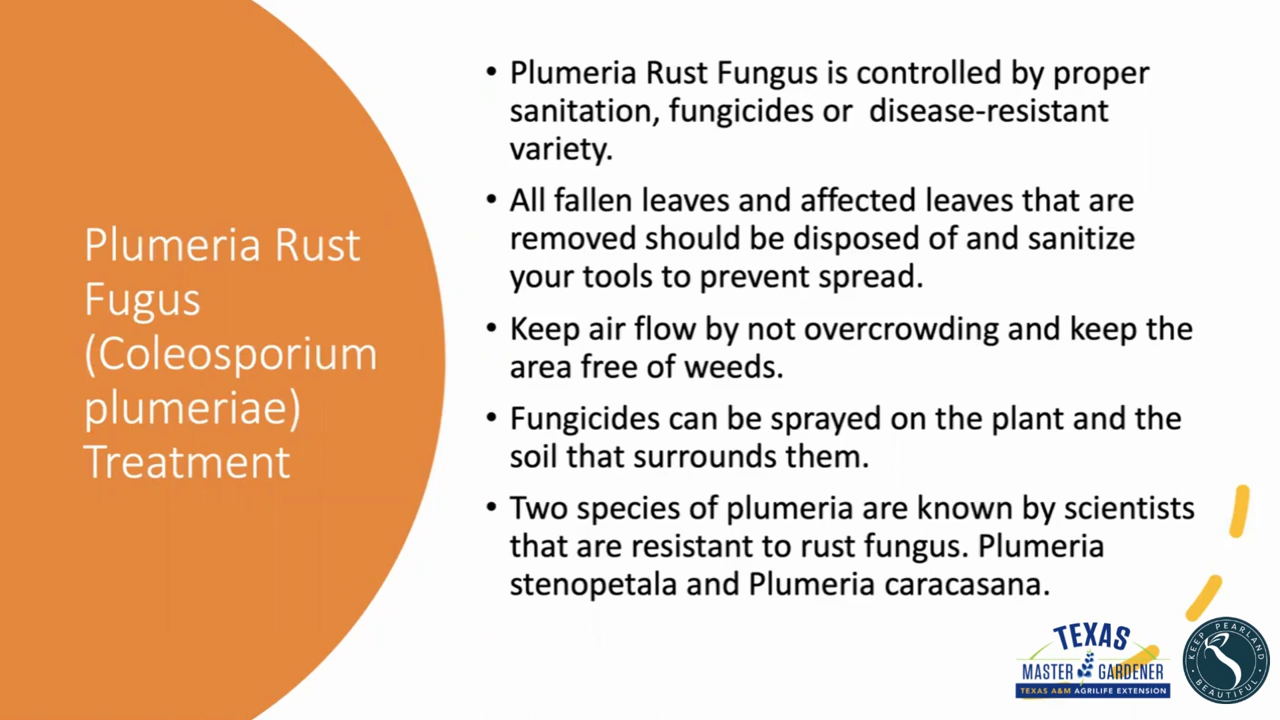 Plumeria Rust
Fugus
(Coleosporium
plumeriae)
Treatment
• Plumeria Rust Fungus is controlled by proper
sanitation, fungicides or  disease-resistant
variety.
• All fallen leaves and affected leaves that are
removed should be disposed of and sanitize
your tools to prevent spread.
• Keep air flow by not overcrowding and keep the
area free of weeds.
• Fungicides can be sprayed on the plant and the
soil that surrounds them.
• Two species of plumeria are known by scientists
that are resistant to rust fungus. Plumeria
stenopetala and Plumeria caracasana.
TEXAS
MASTER GARDENER
TEXAS A&M AGRILIFE EXTENSION
KEEP PEARLAND
BEAUTIFUL